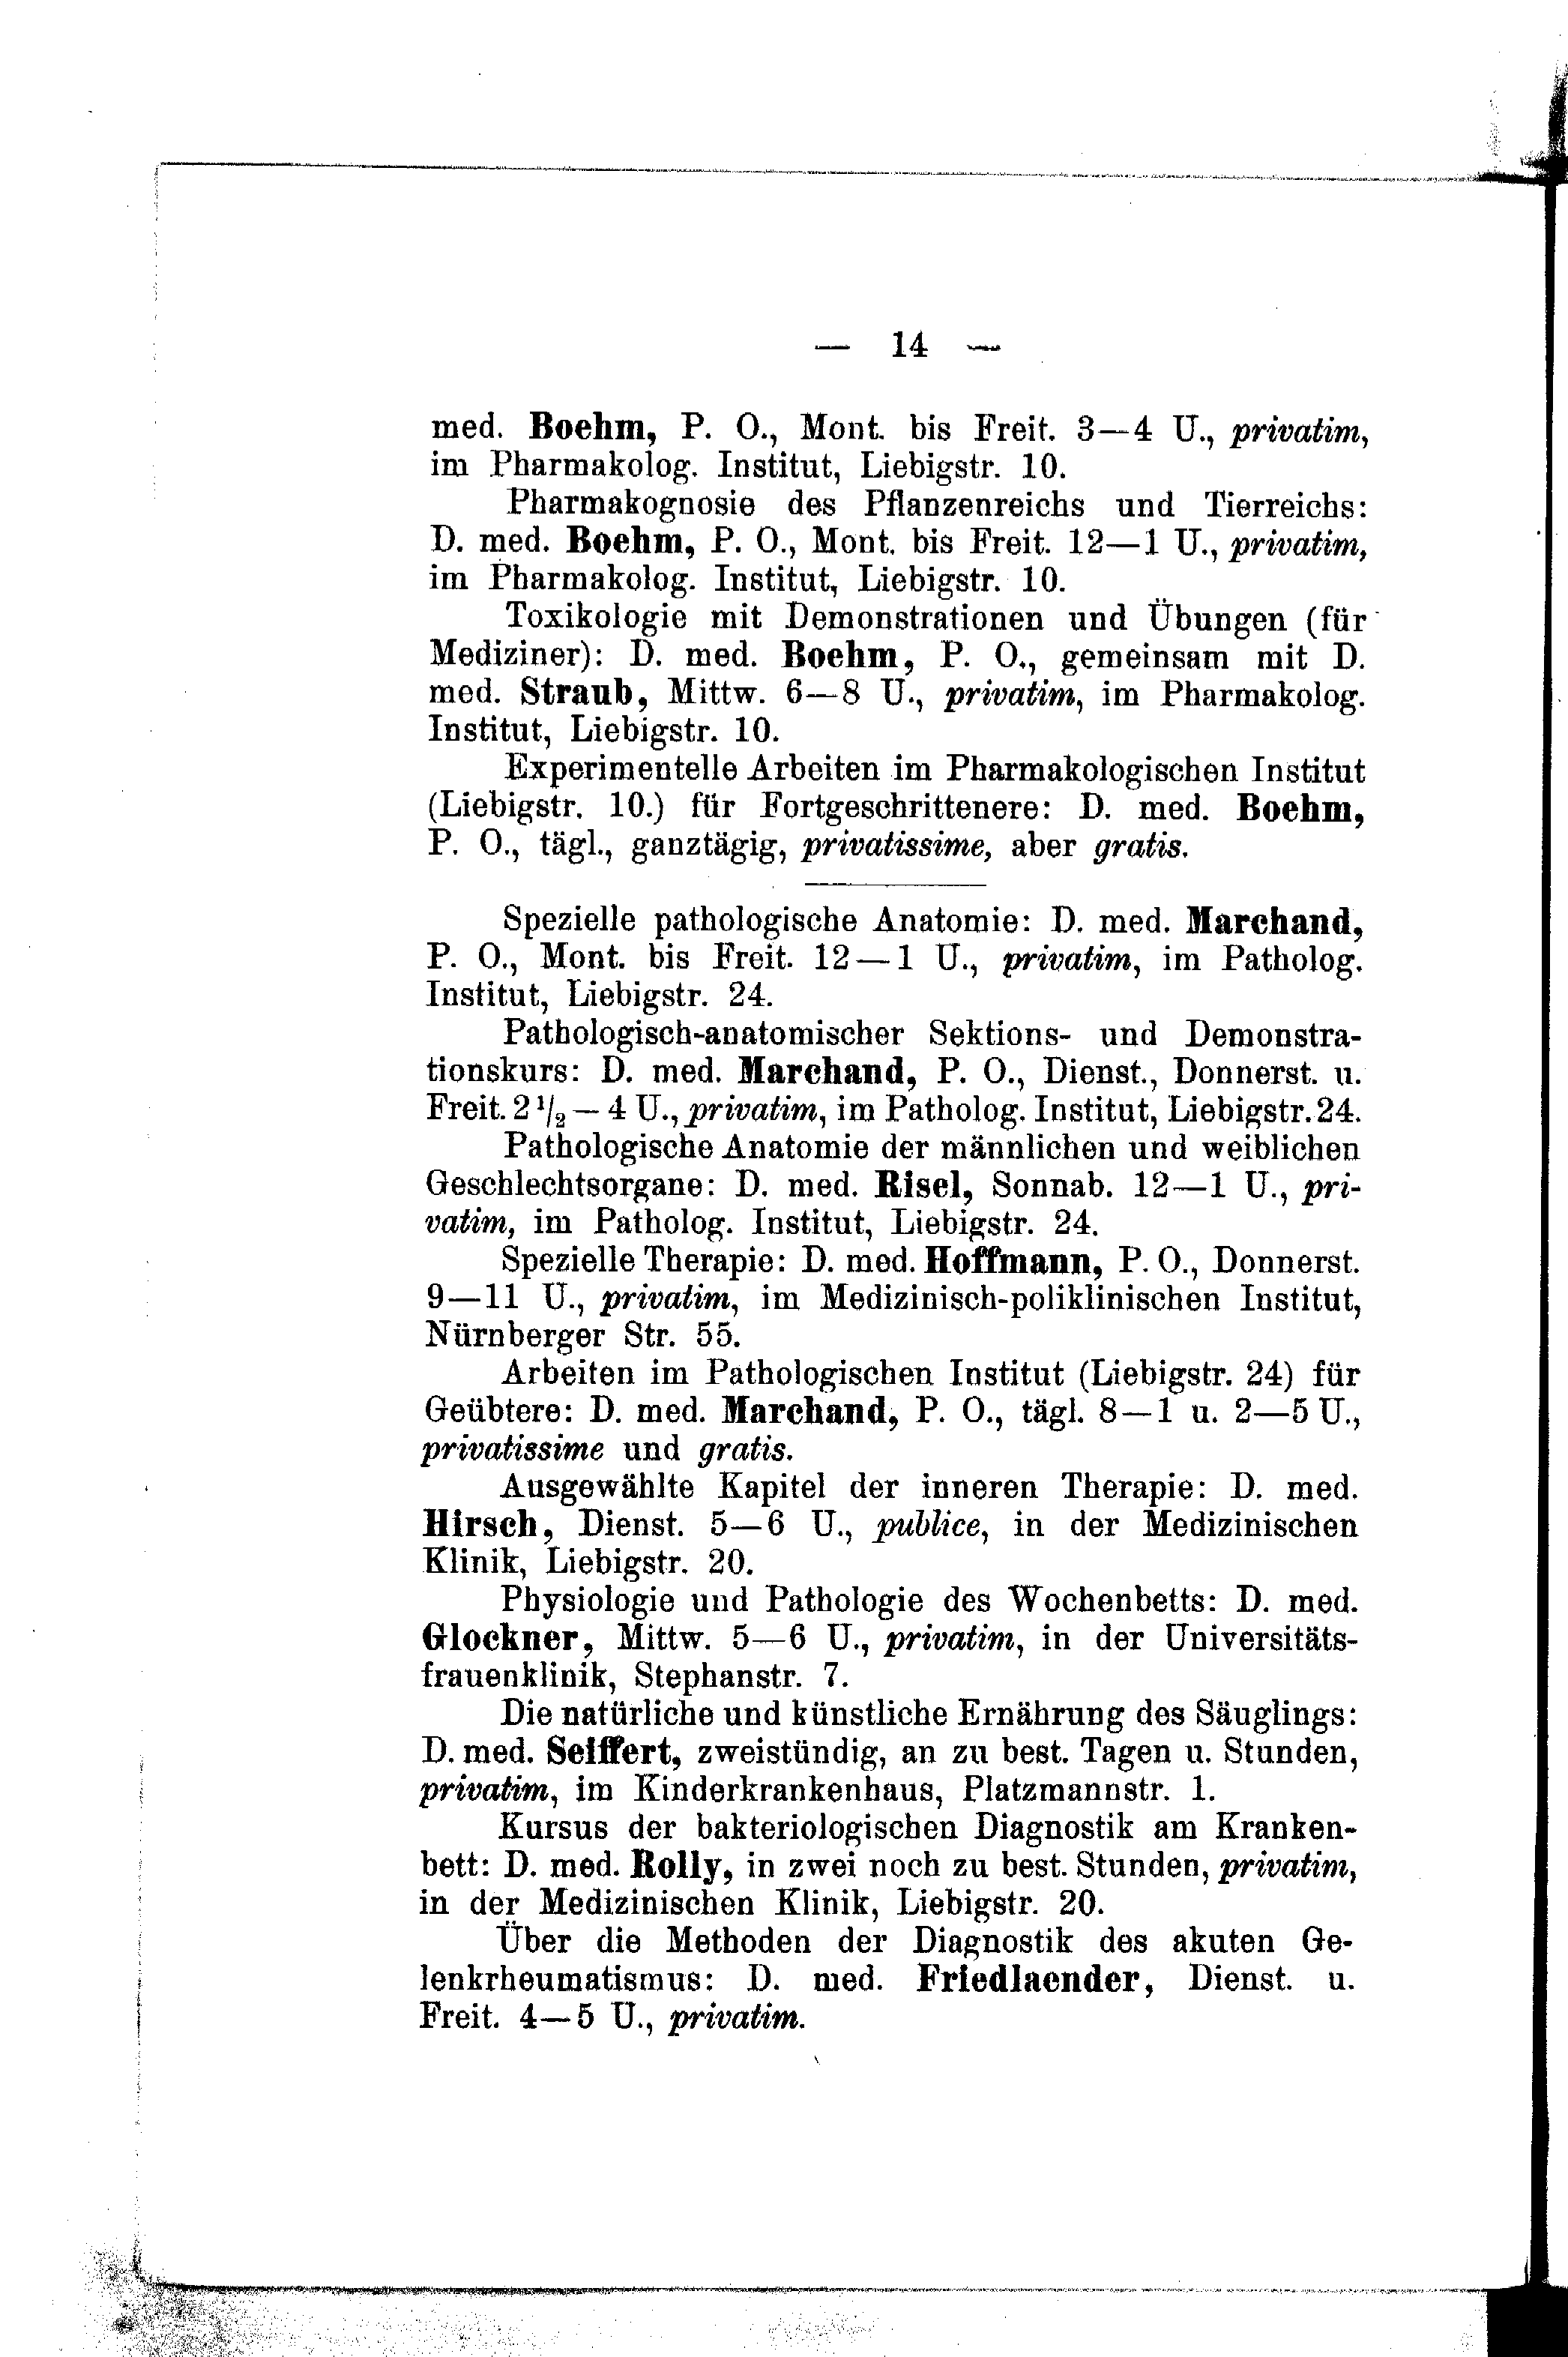 — 14 —
med. Boehm, P. O., Mont. bis Freit. 3—4 U., privatim,
im Pharmakolog. Institut, Liebigstr. 10.
Pharmakognosie des Pflanzenreichs und Tierreichs:
D. med. Boehm, P. O., Mont. bis Freit. 12—1 U., privatim,
im Pharmakolog. Institut, Liebigstr. 10.
Toxikologie mit Demonstrationen und Übungen (für
Mediziner): D. med. Boehm, P. O., gemeinsam mit D.
med. Straub, Mittw. 6—8 U., privatim, im Pharmakolog.
Institut, Liebigstr. 10.
Experimentelle Arbeiten im Pharmakologischen Institut
(Liebigstr. 10.) für Fortgeschrittenere: D. med. Boehm,
P. O., tägl., ganztägig, privatissime, aber gratis.
Spezielle pathologische Anatomie: D. med. Marchand,
P. O., Mont. bis Freit. 12—1 U., privatim, im Patholog.
Institut, Liebigstr. 24.
Pathologisch-anatomischer Sektions- und Demonstra-
tionskurs: D. med. Marchand, P. O., Dienst., Donnerst. u.
Freit. 2 1/2 — 4 U., privatim, im Patholog. Institut, Liebigstr. 24.
Pathologische Anatomie der männlichen und weiblichen
Geschlechtsorgane: D. med. Risel, Sonnab. 12—1 U., pri-
vatim, im Patholog. Institut, Liebigstr. 24.
Spezielle Therapie: D. med. Hoffmann, P. O., Donnerst.
9—11 U., privatim, im Medizinisch-poliklinischen Institut,
Nürnberger Str. 55.
Arbeiten im Pathologischen Institut (Liebigstr. 24) für
Geübtere: D. med. Marchand, P. O., tägl. 8—1 u. 2—5 U.,
privatissime und gratis.
Ausgewählte Kapitel der inneren Therapie: D. med.
Hirsch, Dienst. 5—6 U., publice, in der Medizinischen
Klinik, Liebigstr. 20.
Physiologie und Pathologie des Wochenbetts: D. med.
Glockner, Mittw. 5—6 U., privatim, in der Universitäts-
frauenklinik, Stephanstr. 7.
Die natürliche und künstliche Ernährung des Säuglings:
D. med. Seiffert, zweistündig, an zu best. Tagen u. Stunden,
privatim, im Kinderkrankenhaus, Platzmannstr. 1.
Kursus der bakteriologischen Diagnostik am Kranken-
bett: D. med. Rolly, in zwei noch zu best. Stunden, privatim,
in der Medizinischen Klinik, Liebigstr. 20.
Über die Methoden der Diagnostik des akuten Ge-
lenkrheumatismus: D. med. Friedlaender, Dienst. u.
Freit. 4—5 U., privatim.